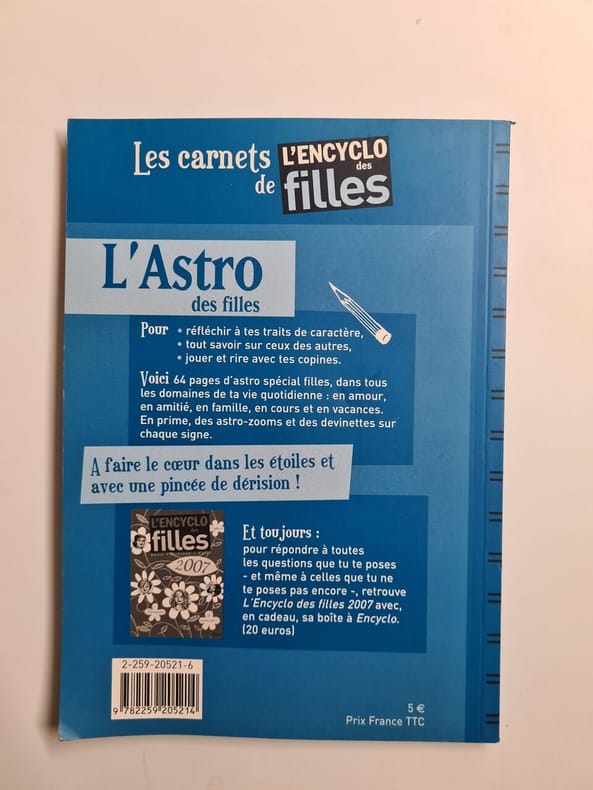 Les carnets
de
L'ENCYCLO
des
filles
L'Astro
des filles
Pour • réfléchir à tes traits de caractère,
• tout savoir sur ceux des autres,
• jouer et rire avec tes copines.
Voici 64 pages d'astro spécial filles, dans tous
les domaines de ta vie quotidienne : en amour,
en amitié, en famille, en cours et en vacances.
En prime, des astro-zooms et des devinettes sur
chaque signe.
A faire le cœur dans les étoiles et
avec une pincée de dérision !
L'ENCYCLO
des
filles
2007
Et toujours :
pour répondre à toutes
les questions que tu te poses
- et même à celles que tu ne
te poses pas encore -, retrouve
L'Encyclo des filles 2007 avec,
en cadeau, sa boîte à Encyclo.
(20 euros)
2-259-20521-6
9 782259 205214
5 €
Prix France TTC